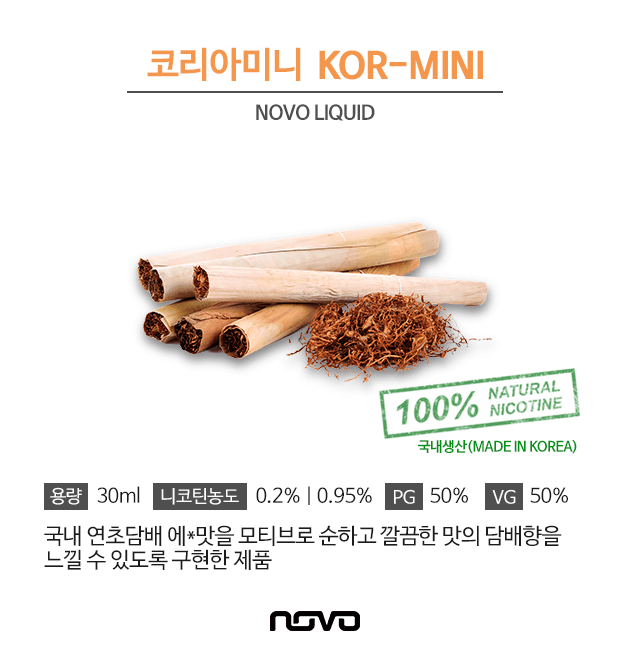 코리아미니 KOR-MINI
NOVO LIQUID
100% NATURAL
NICOTINE
국내생산(MADE IN KOREA)
용량 30ml 니코틴농도 0.2% | 0.95% PG 50% VG 50%
국내 연초담배 에*맛을 모티브로 순하고 깔끔한 맛의 담배향을
느낄 수 있도록 구현한 제품
novo